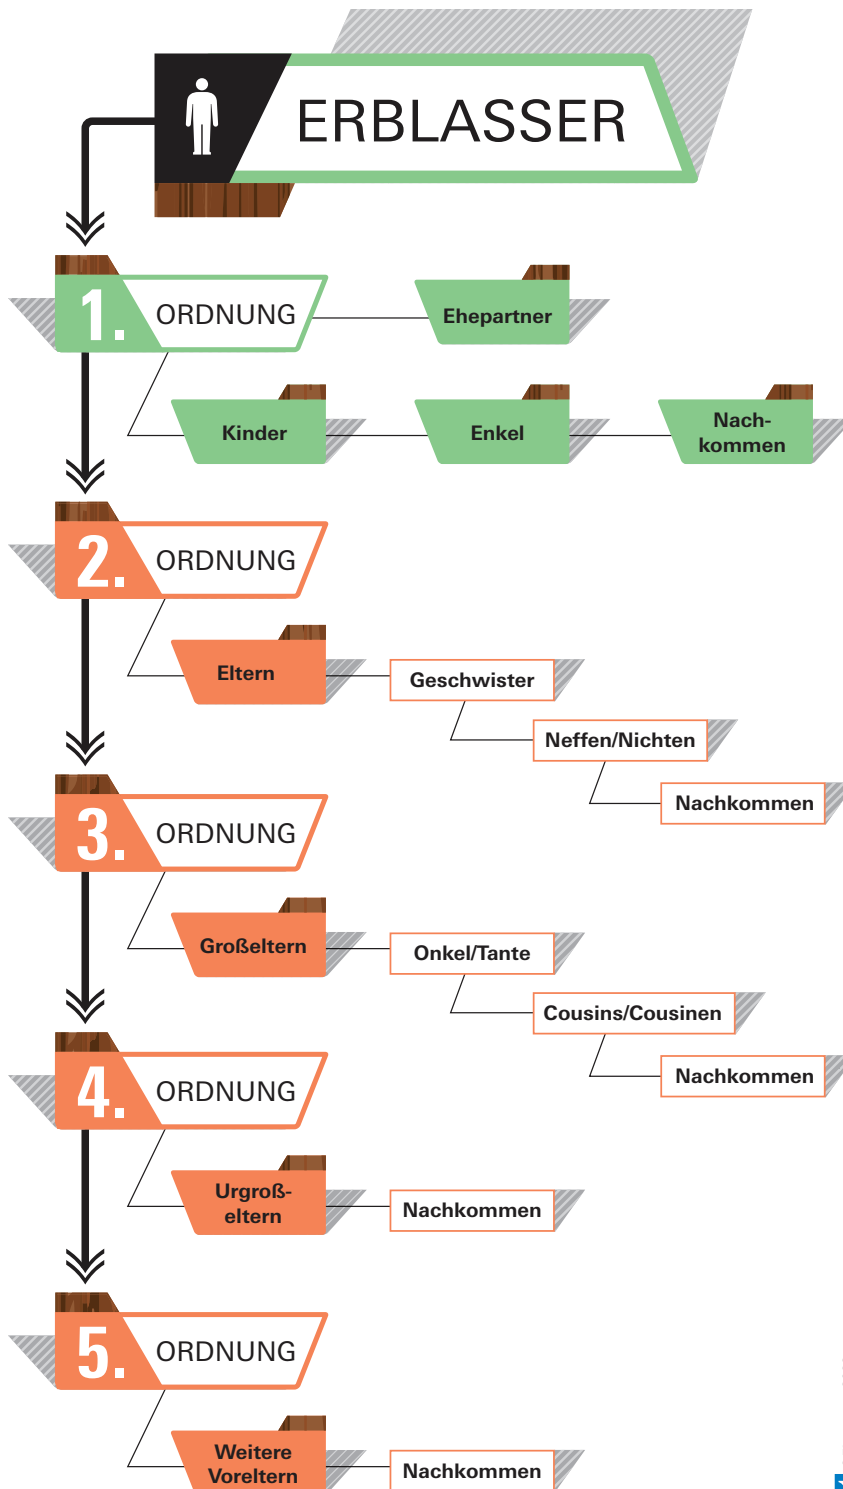 ERBLASSER
1. ORDNUNG
Ehepartner
Kinder
Enkel
Nach-
kommen
2. ORDNUNG
Eltern
Geschwister
Neffen/Nichten
Nachkommen
3. ORDNUNG
Großeltern
Onkel/Tante
Cousins/Cousinen
Nachkommen
4. ORDNUNG
Urgroß-
eltern
Nachkommen
5. ORDNUNG
Weitere
Voreltern
Nachkommen